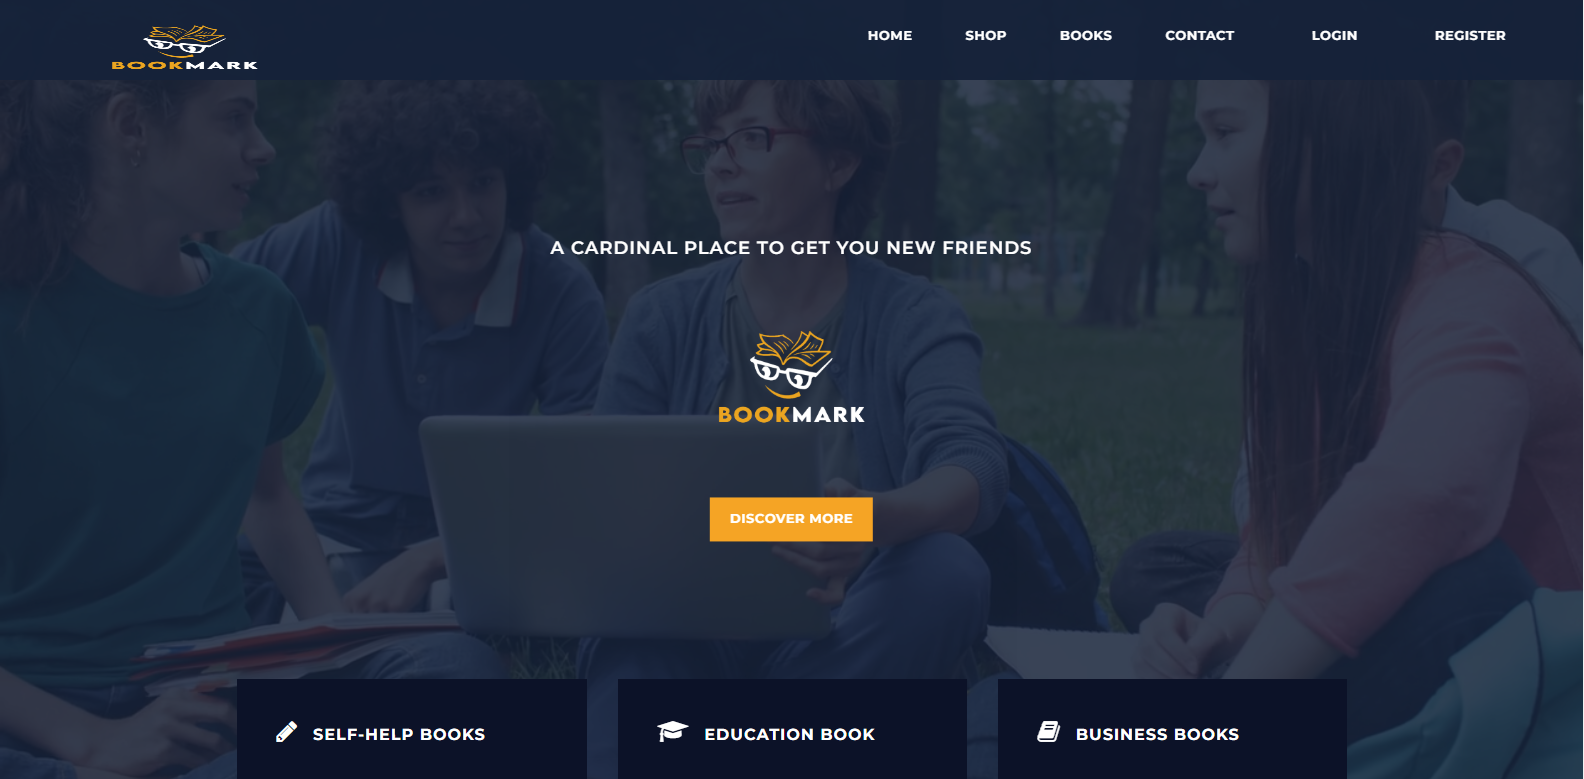 BOOKMARK
HOME SHOP BOOKS CONTACT LOGIN REGISTER
A CARDINAL PLACE TO GET YOU NEW FRIENDS
BOOKMARK
DISCOVER MORE
SELF-HELP BOOKS
EDUCATION BOOK
BUSINESS BOOKS